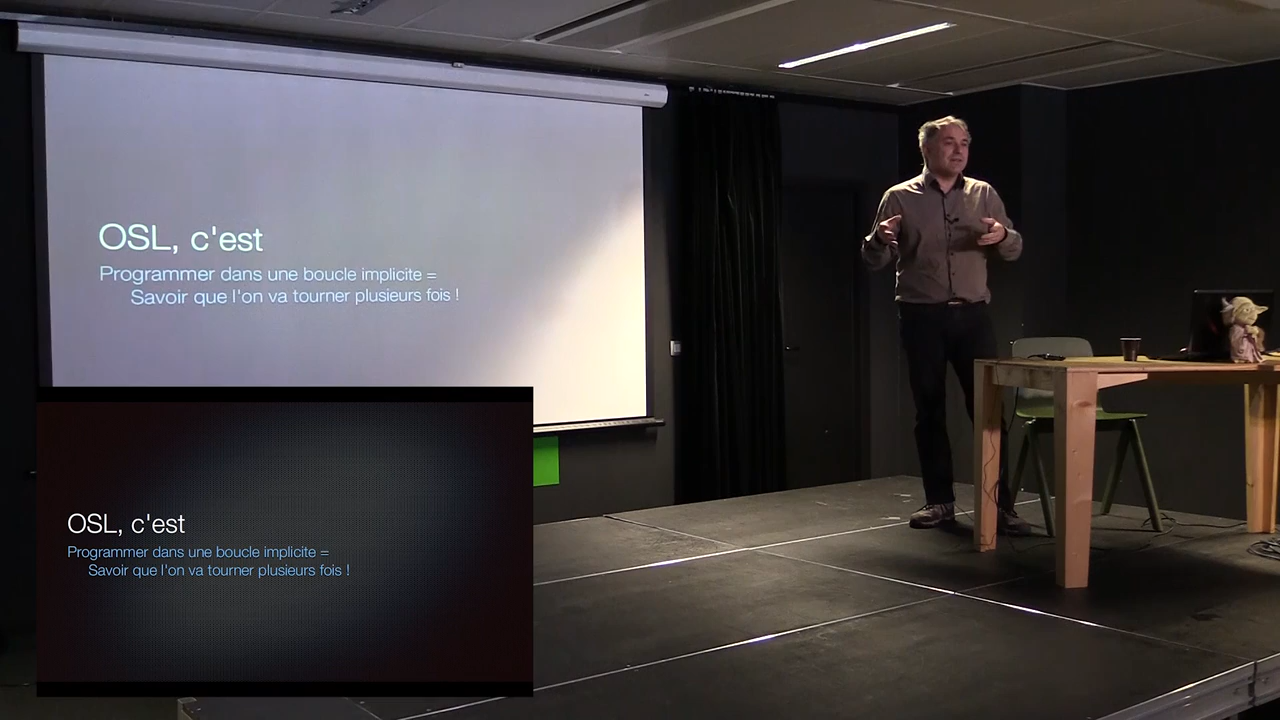 OSL, c'est
Programmer dans une boucle implicite =
Savoir que l'on va tourner plusieurs fois !
OSL, c'est
Programmer dans une boucle implicite =
Savoir que l'on va tourner plusieurs fois !